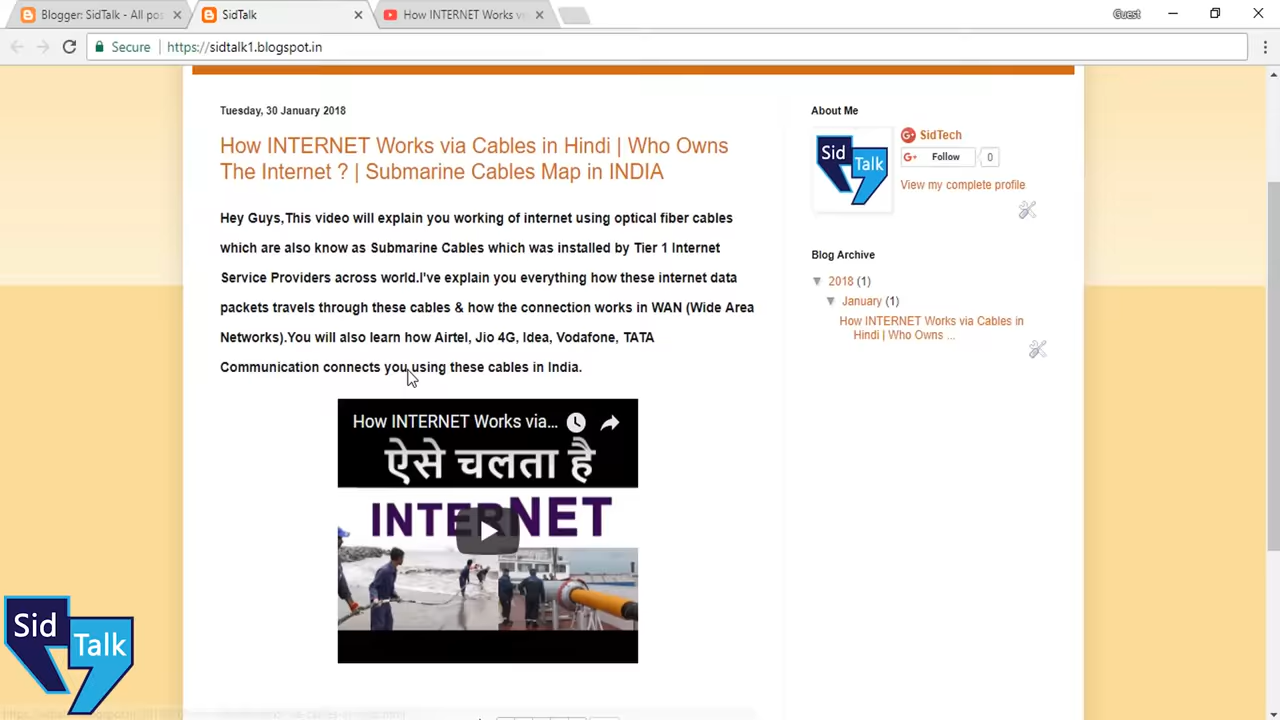 Blogger: SidTalk - All pos
SidTalk
How INTERNET Works vi
Guest
Secure
https://sidtalk1.blogspot.in
Tuesday, 30 January 2018
How INTERNET Works via Cables in Hindi | Who Owns
The Internet ? | Submarine Cables Map in INDIA
Hey Guys,This video will explain you working of internet using optical fiber cables
which are also know as Submarine Cables which was installed by Tier 1 Internet
Service Providers across world.I've explain you everything how these internet data
packets travels through these cables & how the connection works in WAN (Wide Area
Networks).You will also learn how Airtel, Jio 4G, Idea, Vodafone, TATA
Communication connects you using these cables in India.
How INTERNET Works via...
ऐसे चलता है
INTERNET
About Me
Sid
Talk
SidTech
G+ Follow 0
View my complete profile
Blog Archive
▼ 2018 (1)
▼ January (1)
How INTERNET Works via Cables in
Hindi | Who Owns ...
Sid
Talk